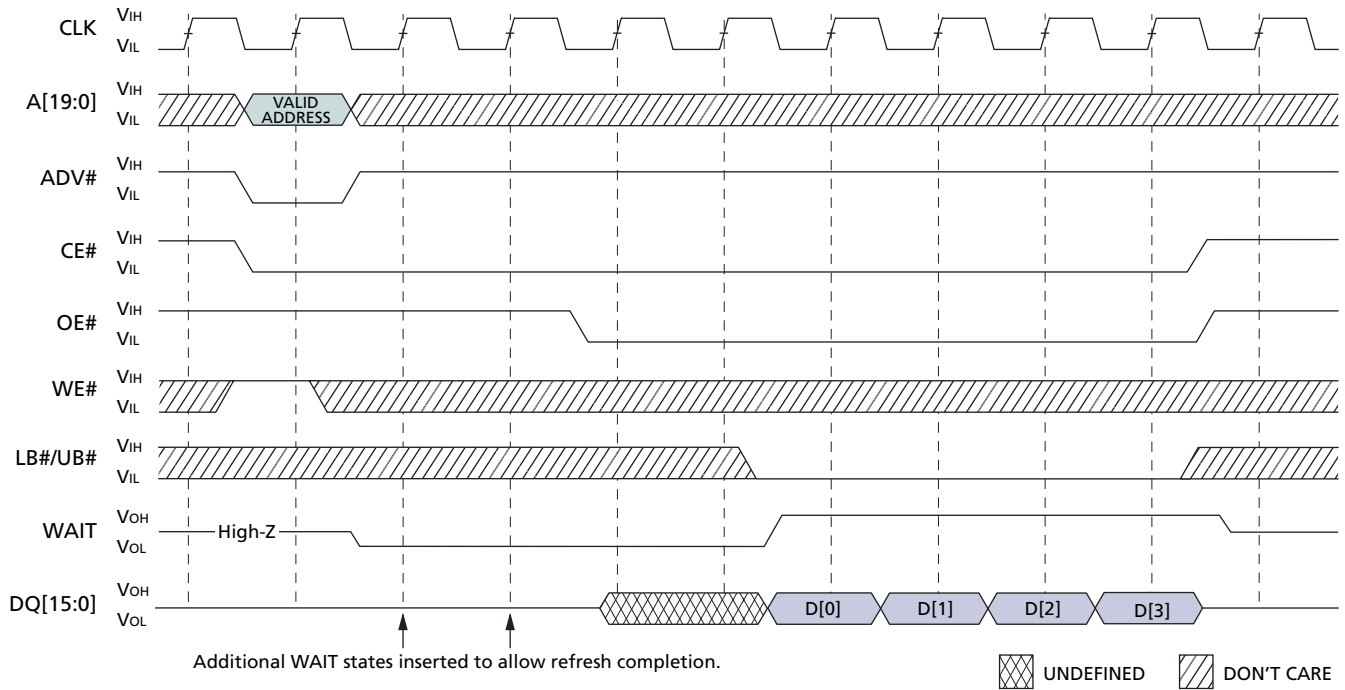 CLK VIH
VIL
A[19:0] VIH
VIL
VALID
ADDRESS
ADV# VIH
VIL
CE# VIH
VIL
OE# VIH
VIL
WE# VIH
VIL
LB#/UB# VIH
VIL
WAIT VOH
VOL
High-Z
DQ[15:0] VOH
VOL
D[0] D[1] D[2] D[3]
Additional WAIT states inserted to allow refresh completion.
UNDEFINED DON'T CARE